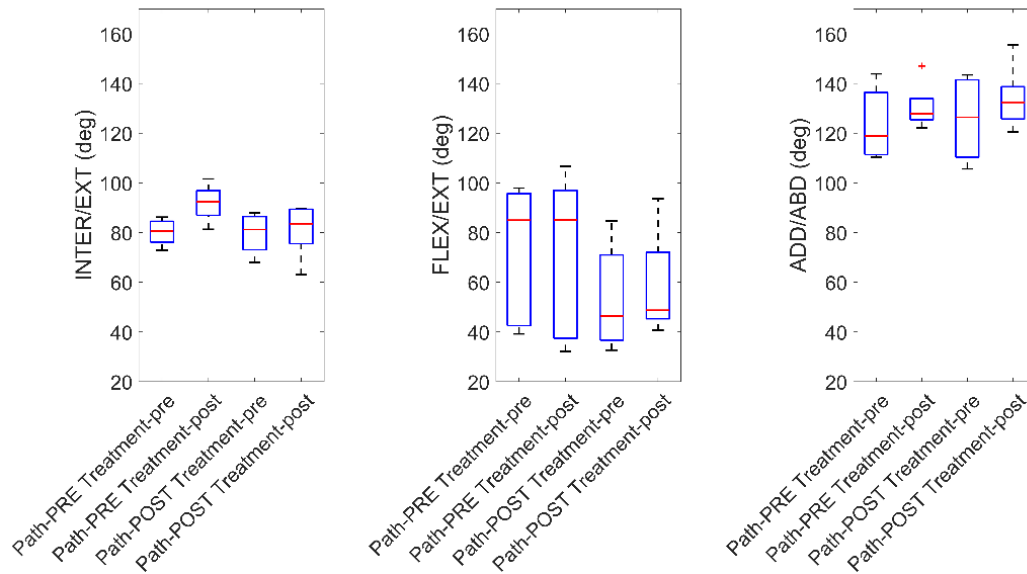 INTER/EXT (deg)
160
140
120
100
80
60
40
20
Path-PRE Treatment-pre
Path-PRE Treatment-post
Path-POST Treatment-pre
Path-POST Treatment-post
FLEX/EXT (deg)
160
140
120
100
80
60
40
20
Path-PRE Treatment-pre
Path-PRE Treatment-post
Path-POST Treatment-pre
Path-POST Treatment-post
ADD/ABD (deg)
160
140
120
100
80
60
40
20
Path-PRE Treatment-pre
Path-PRE Treatment-post
Path-POST Treatment-pre
Path-POST Treatment-post